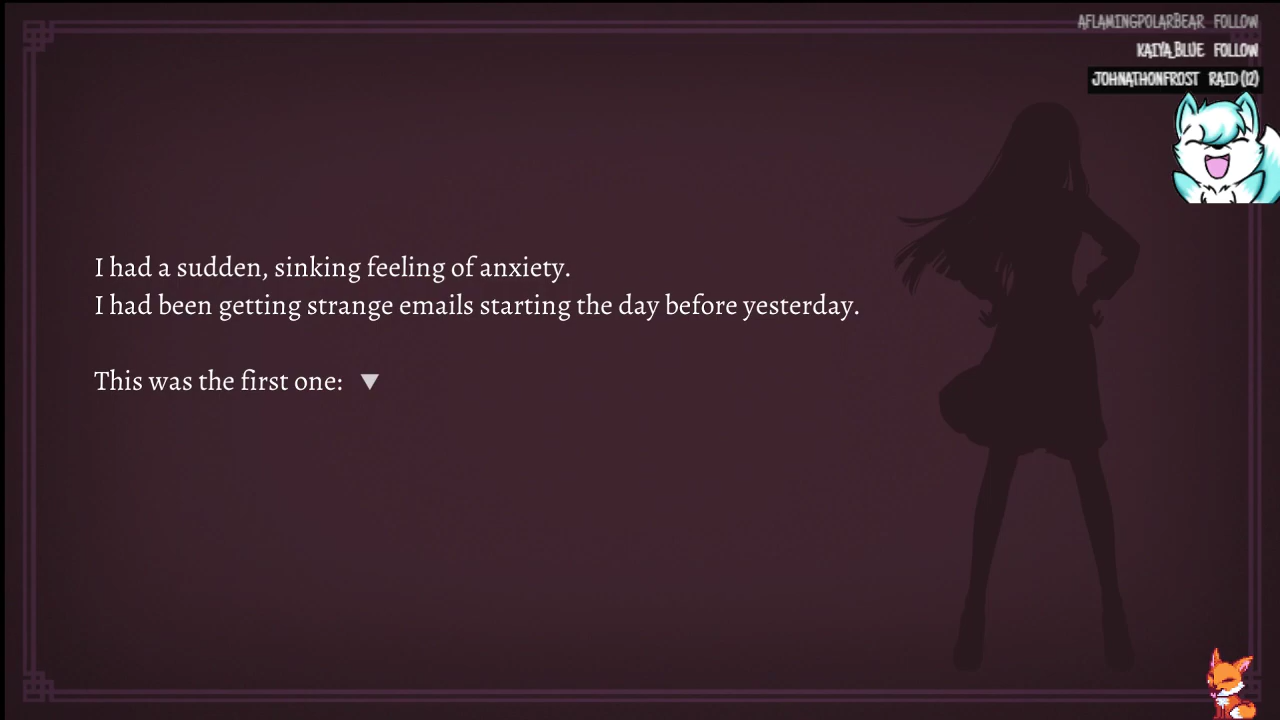 AFLAMINGPOLARBEAR FOLLOW
KAIYA_BLUE FOLLOW
JOHNATHONFROST RAID (12)
I had a sudden, sinking feeling of anxiety.
I had been getting strange emails starting the day before yesterday.
This was the first one: